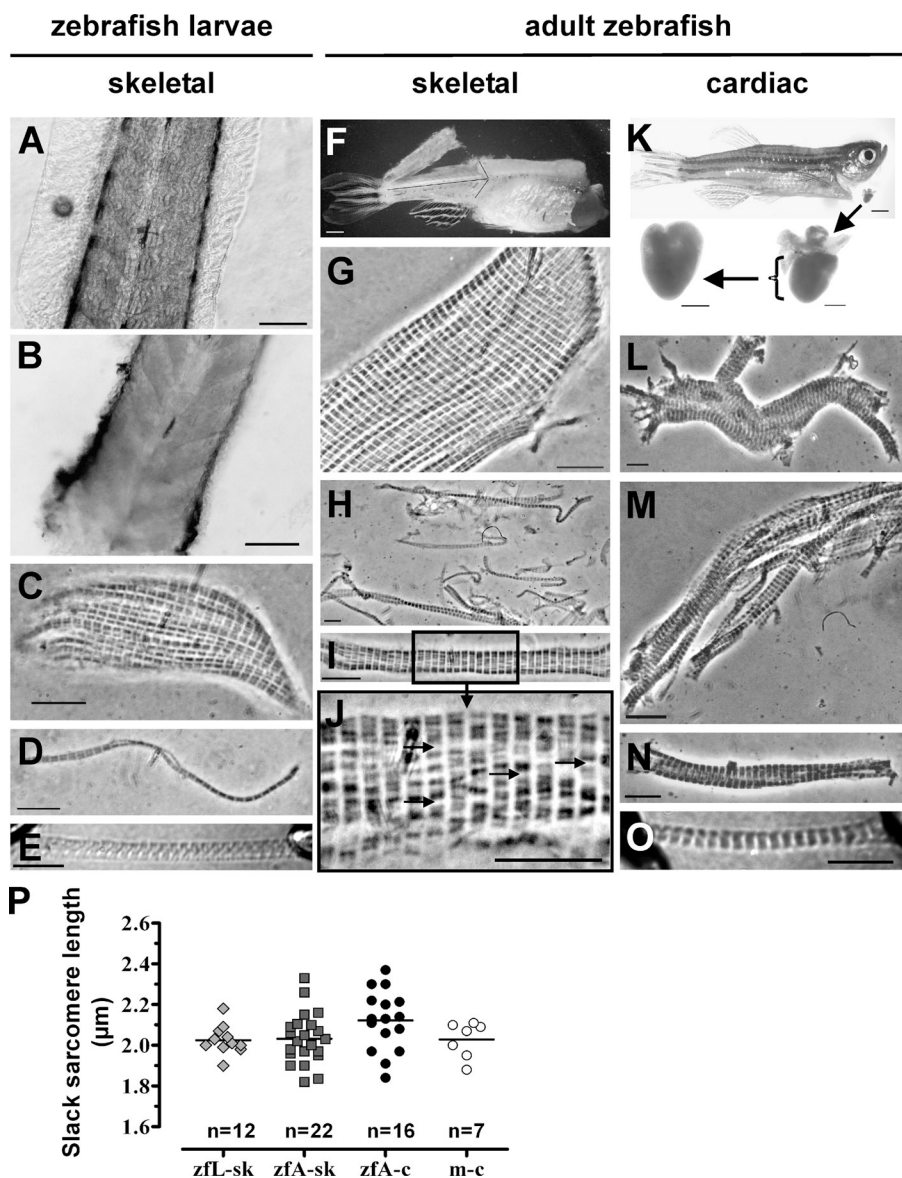 zebrafish larvae
adult zebrafish
skeletal
skeletal
cardiac
A
B
C
D
E
F
G
H
I
J
K
L
M
N
O
P
Slack sarcomere length
(µm)
2.6
2.4
2.2
2.0
1.8
1.6
n=12
n=22
n=16
n=7
zfL-sk
zfA-sk
zfA-c
m-c